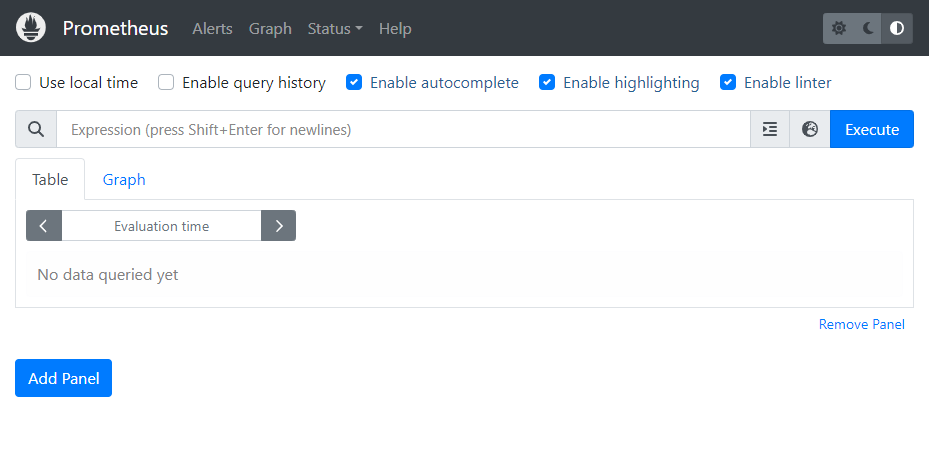 Prometheus Alerts Graph Status Help
Use local time Enable query history Enable autocomplete Enable highlighting Enable linter
Expression (press Shift+Enter for newlines) Execute
Table Graph
Evaluation time
No data queried yet
Remove Panel
Add Panel